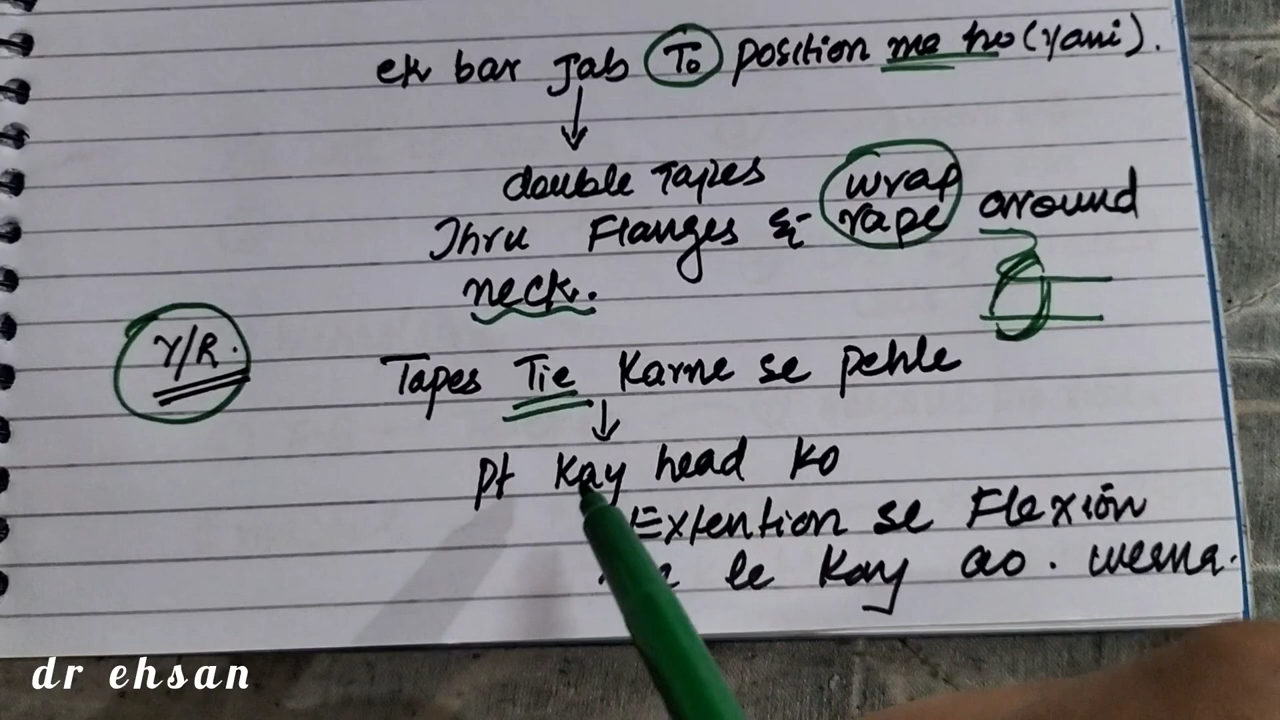 ek bar Jab To position me ho (yani).
double Tapes
Thru Flanges & wrap
rape around
neck.
Y/R.
Tapes Tie Karne se pehle
pt kay head ko
Extention se Flexion
le kay ao. werna.
dr ehsan